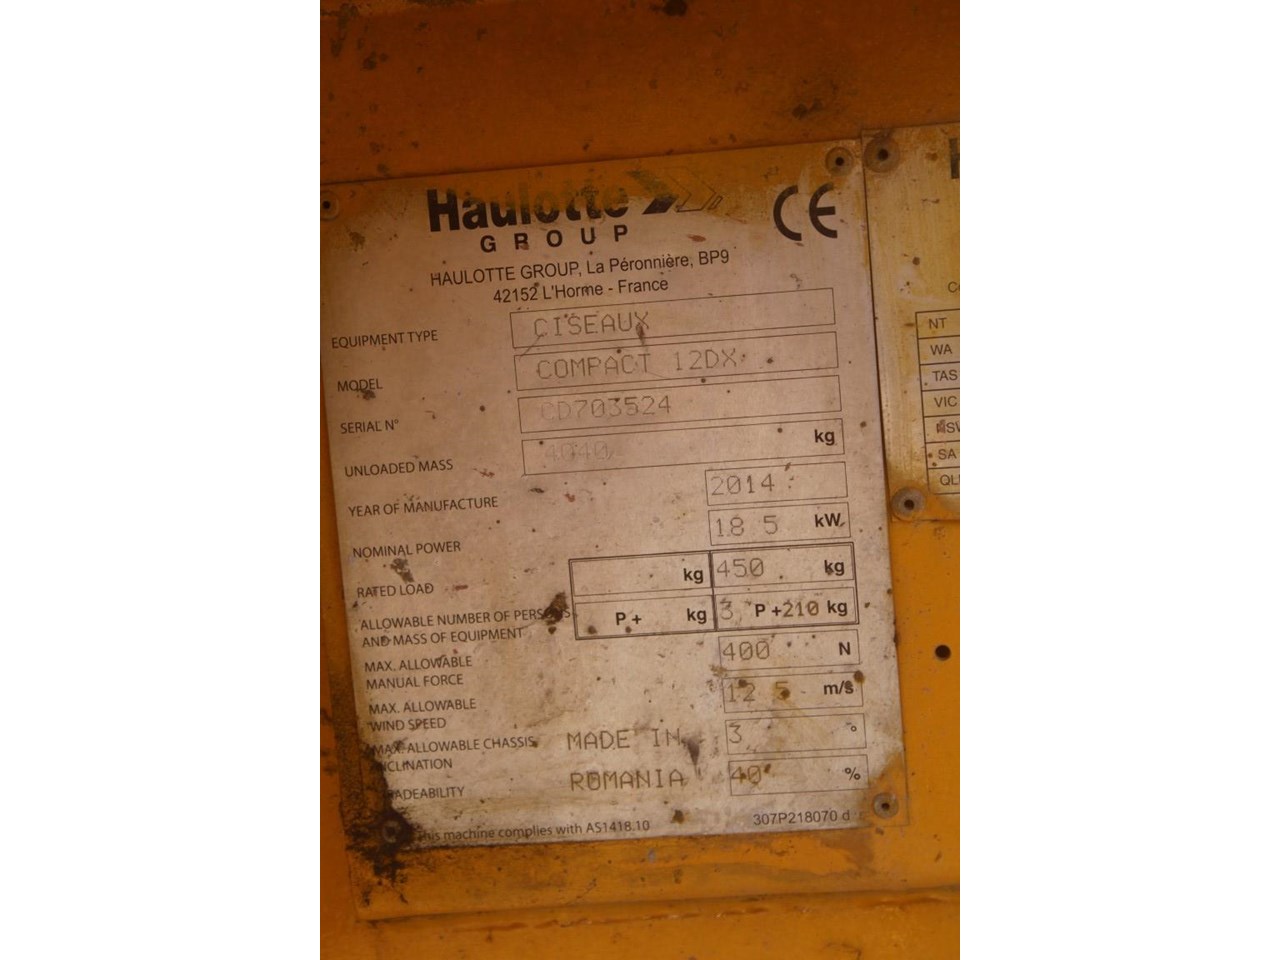 Haulotte
GROUP
CE
HAULOTTE GROUP, La Péronnière, BP9
42152 L'Horme - France
EQUIPMENT TYPE CISEAUX
MODEL COMPACT 12DX
SERIAL N° CD703524
UNLOADED MASS 4040 kg
YEAR OF MANUFACTURE 2014
NOMINAL POWER 18 5 kW
RATED LOAD kg 450 kg
ALLOWABLE NUMBER OF PERSONS
AND MASS OF EQUIPMENT P + kg 3 P +210 kg
MAX. ALLOWABLE
MANUAL FORCE 400 N
MAX. ALLOWABLE
WIND SPEED 12 5 m/s
MAX. ALLOWABLE CHASSIS
INCLINATION 3 °
MADE IN
ROMANIA
GRADEABILITY 40 %
This machine complies with AS1418.10
307P218070 d
NT
WA
TAS
VIC
SA